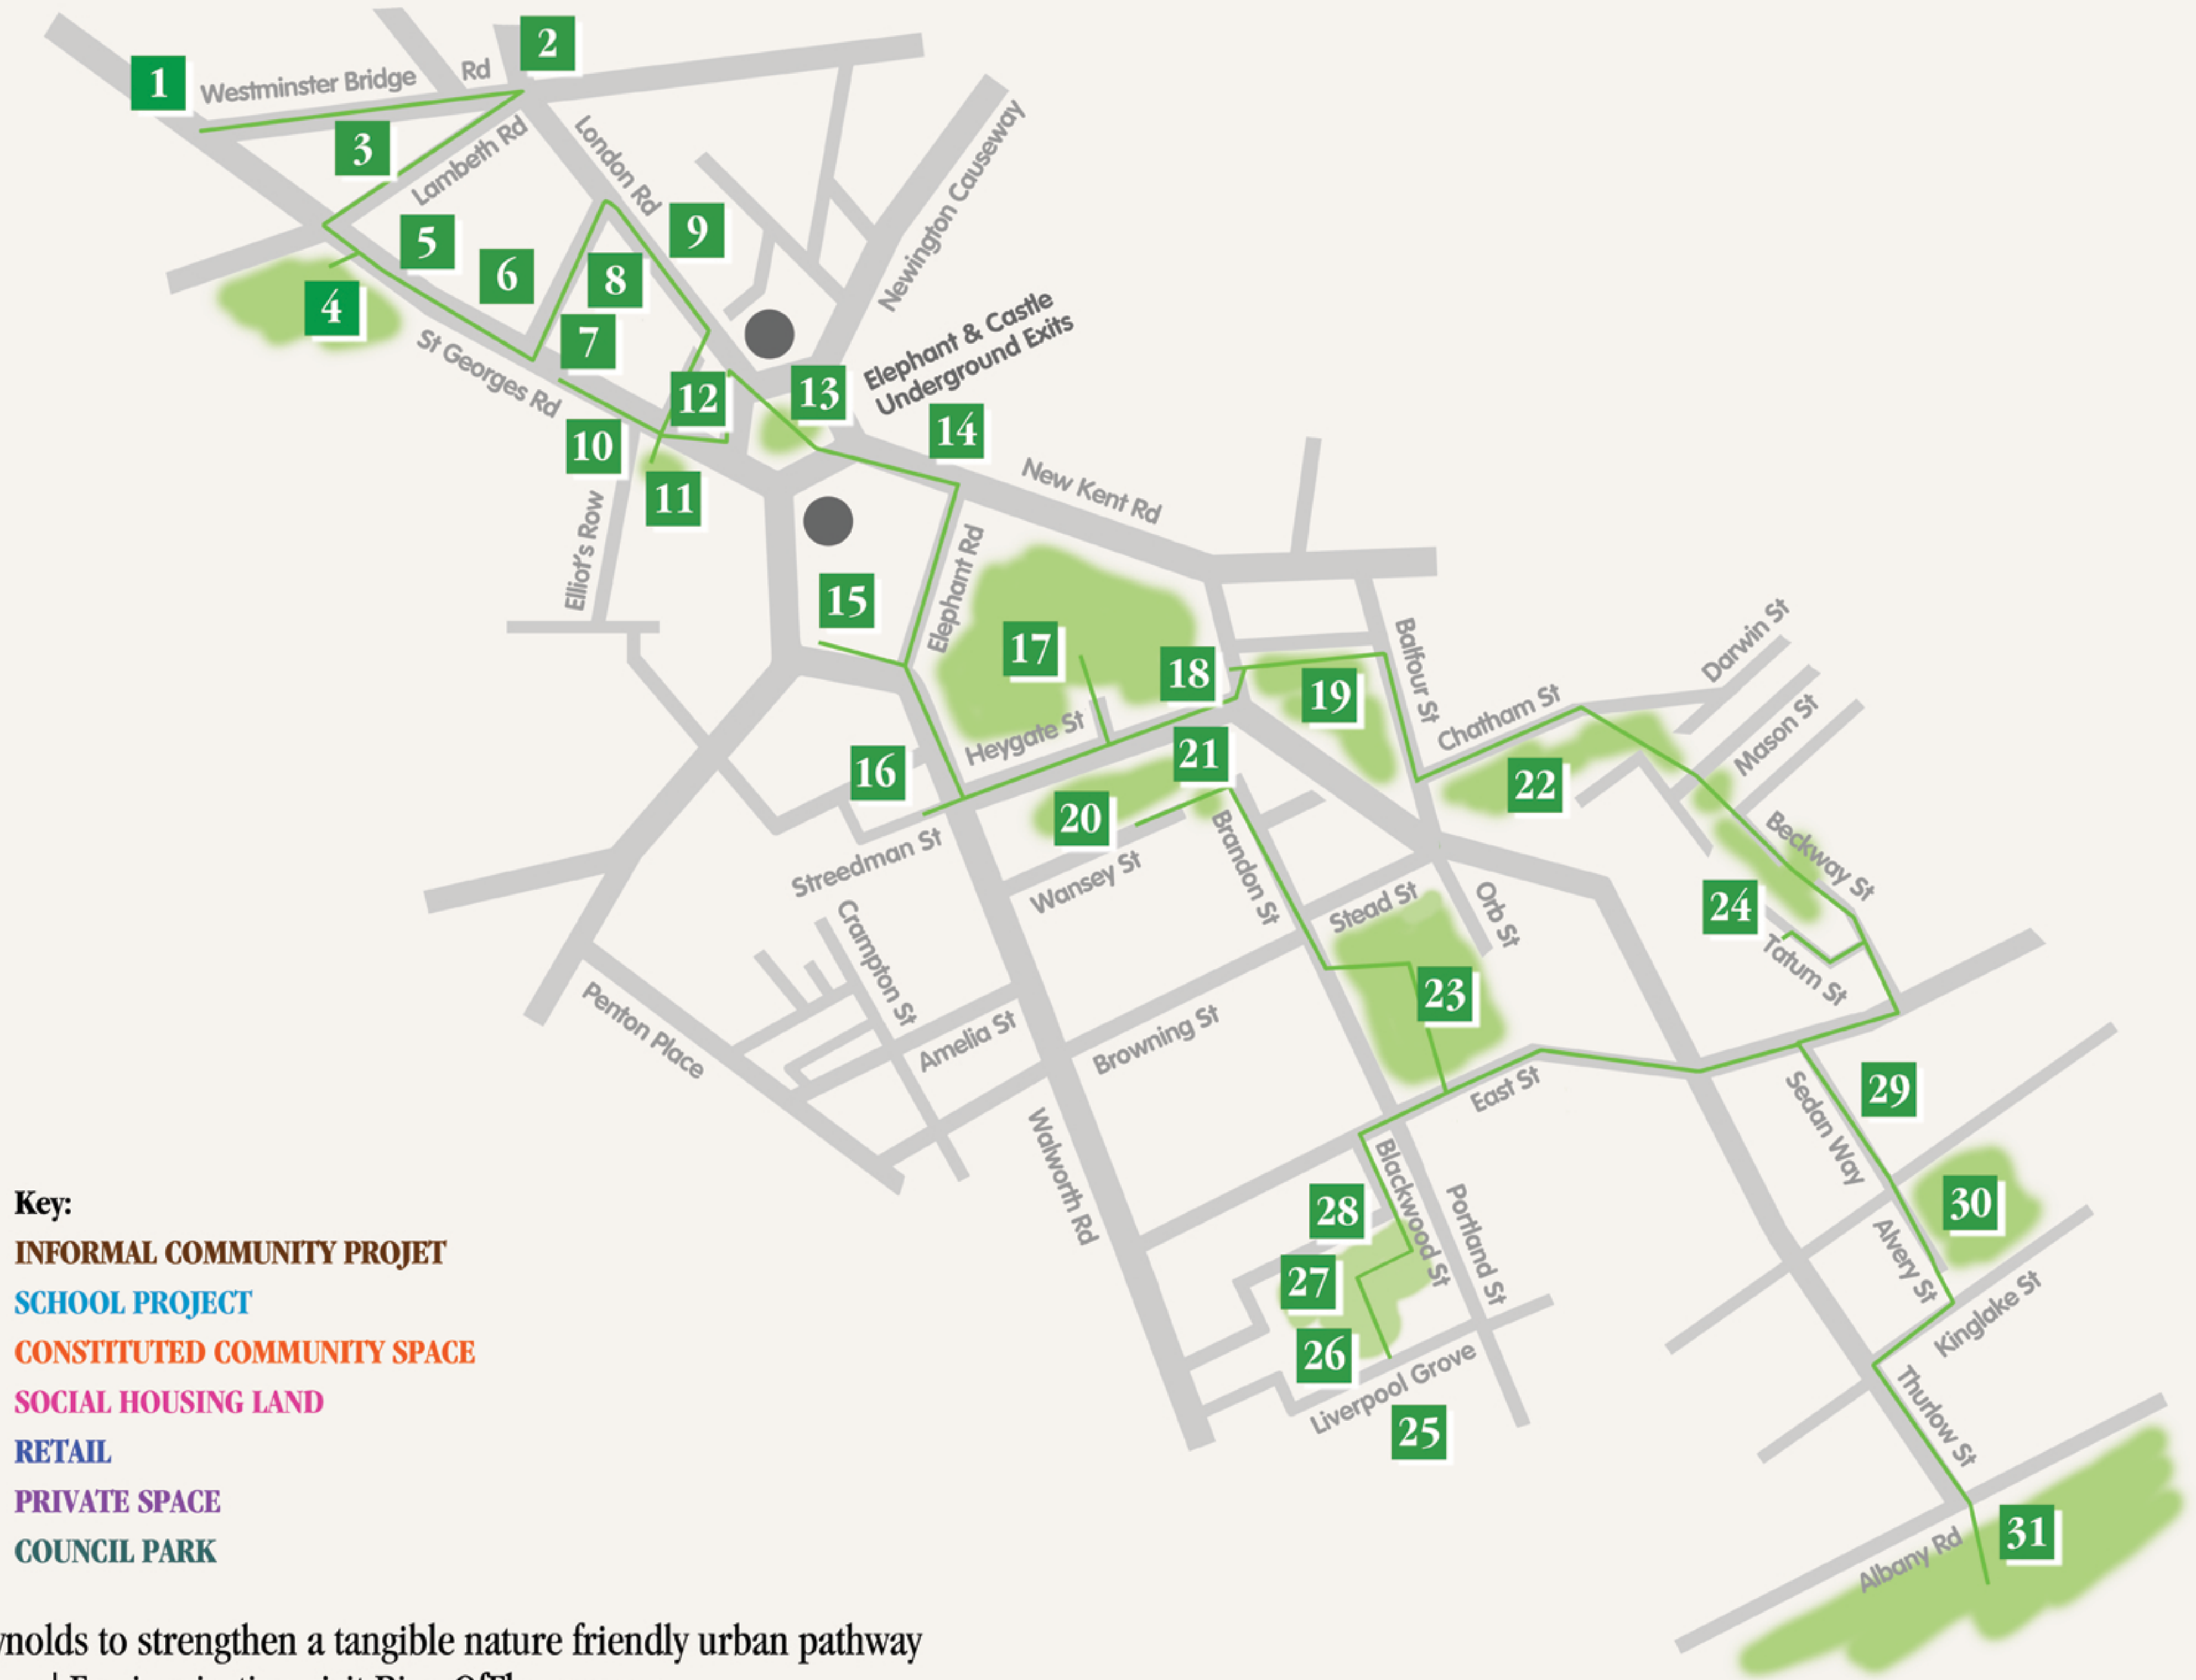 1
2
Westminster Bridge Rd
3
Lambeth Rd
London Rd
9
Newington Causeway
5
6
8
4
7
St Georges Rd
Elephant & Castle
Underground Exits
12
13
14
10
11
New Kent Rd
Elliot's Row
Elephant Rd
15
17
18
19
Balfour St
Darwin St
Chatham St
Mason St
Heygate St
16
21
22
20
Beckway St
Streedman St
Wansey St
Brandon St
Stead St
Orb St
24
Tatum St
Crampton St
23
Penton Place
Amelia St
Browning St
East St
29
Sedan Way
Walworth Rd
Blackwood St
Portland St
28
30
27
Alvery St
26
Kinglake St
Liverpool Grove
25
Thurlow St
31
Albany Rd
Key:
INFORMAL COMMUNITY PROJET
SCHOOL PROJECT
CONSTITUTED COMMUNITY SPACE
SOCIAL HOUSING LAND
RETAIL
PRIVATE SPACE
COUNCIL PARK
ynolds to strengthen a tangible nature friendly urban pathway